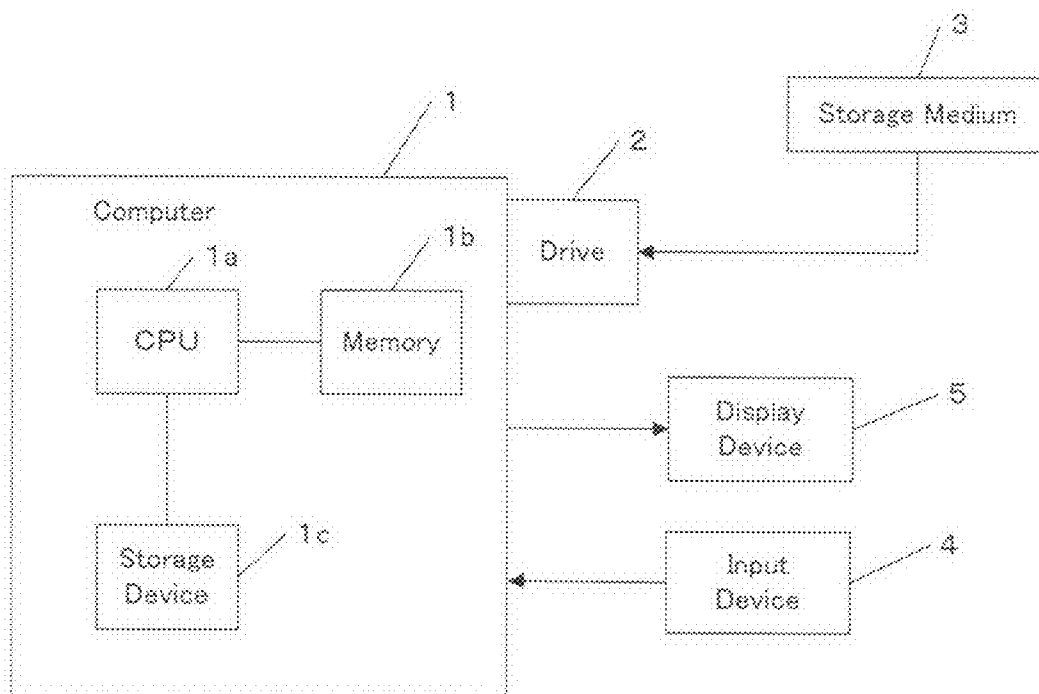 3
Storage Medium
1
2
Computer
Drive
1a
1b
CPU
Memory
5
Display
Device
1c
Storage
Device
4
Input
Device